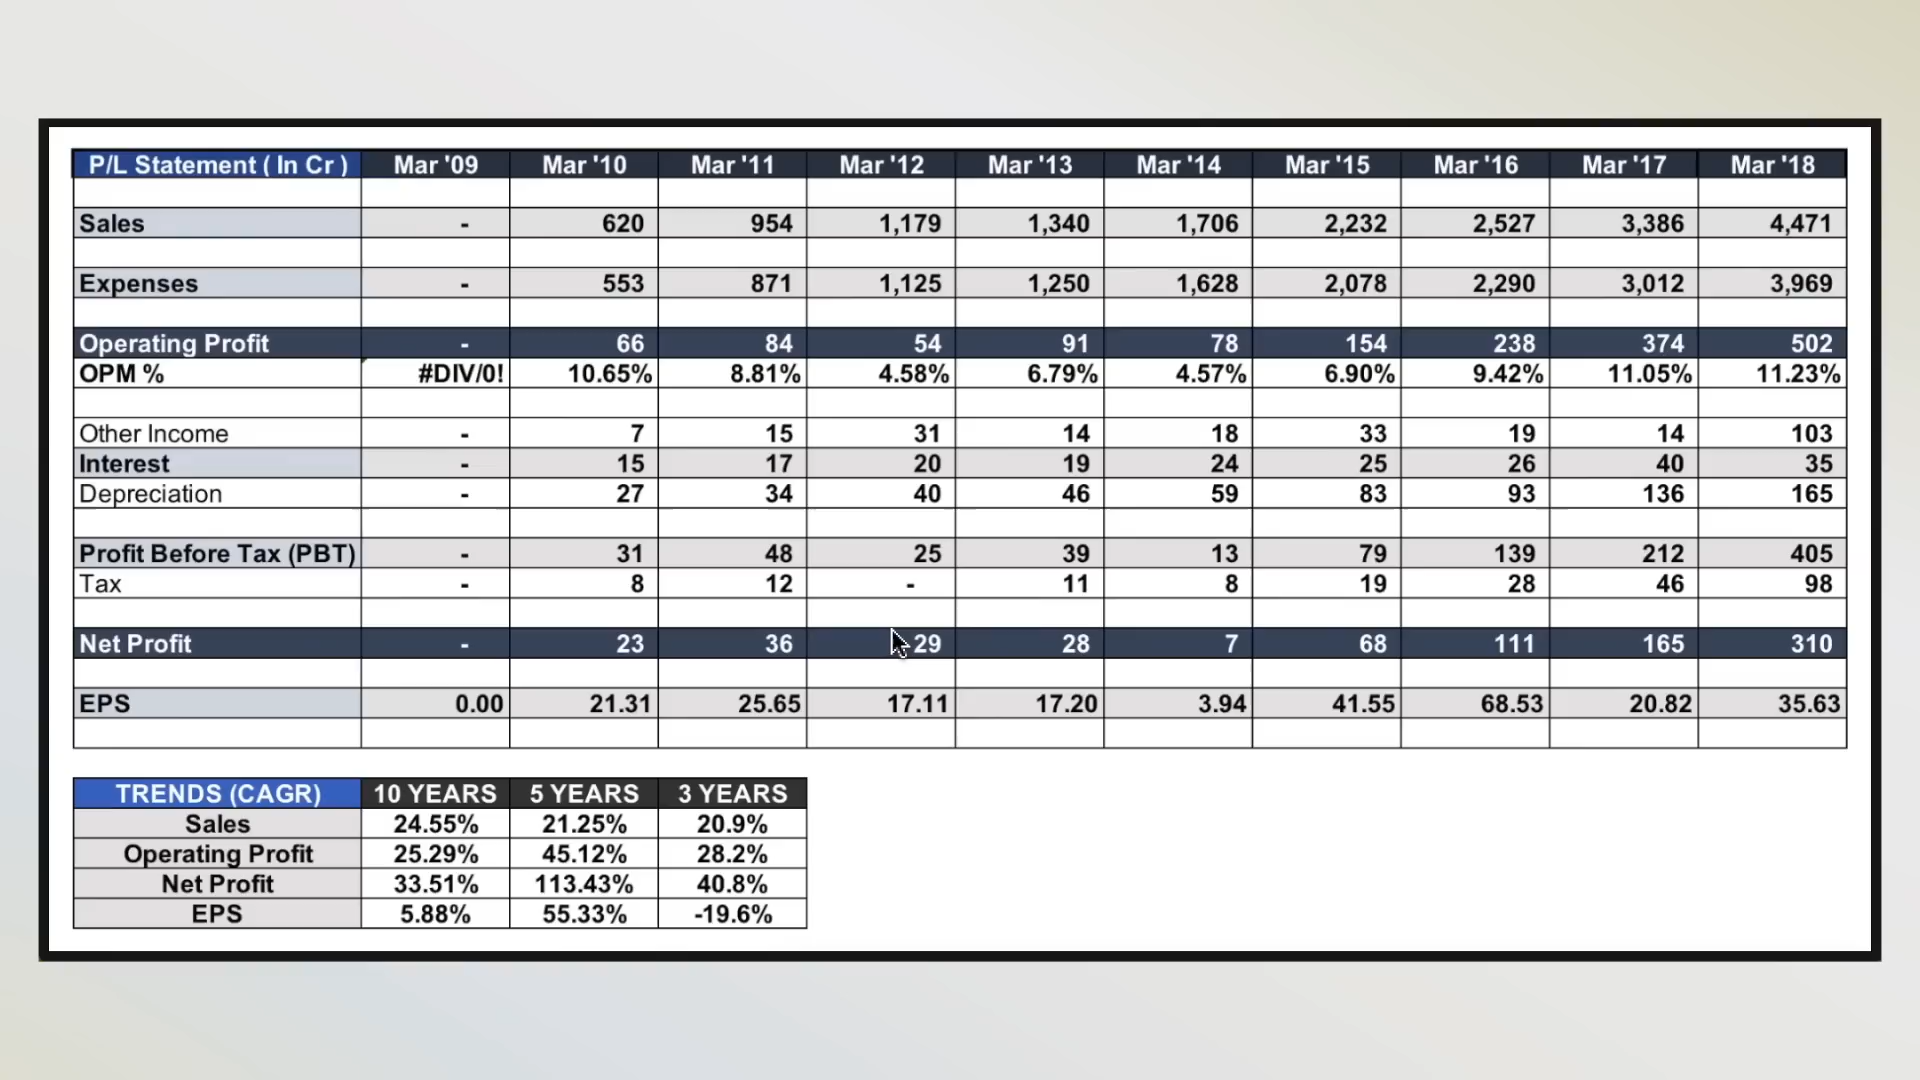 P/L Statement ( In Cr ) Mar '09 Mar '10 Mar '11 Mar '12 Mar '13 Mar '14 Mar '15 Mar '16 Mar '17 Mar '18
Sales - 620 954 1,179 1,340 1,706 2,232 2,527 3,386 4,471
Expenses - 553 871 1,125 1,250 1,628 2,078 2,290 3,012 3,969
Operating Profit - 66 84 54 91 78 154 238 374 502
OPM % #DIV/0! 10.65% 8.81% 4.58% 6.79% 4.57% 6.90% 9.42% 11.05% 11.23%
Other Income - 7 15 31 14 18 33 19 14 103
Interest - 15 17 20 19 24 25 26 40 35
Depreciation - 27 34 40 46 59 83 93 136 165
Profit Before Tax (PBT) - 31 48 25 39 13 79 139 212 405
Tax - 8 12 - 11 8 19 28 46 98
Net Profit - 23 36 29 28 7 68 111 165 310
EPS 0.00 21.31 25.65 17.11 17.20 3.94 41.55 68.53 20.82 35.63
TRENDS (CAGR) 10 YEARS 5 YEARS 3 YEARS
Sales 24.55% 21.25% 20.9%
Operating Profit 25.29% 45.12% 28.2%
Net Profit 33.51% 113.43% 40.8%
EPS 5.88% 55.33% -19.6%